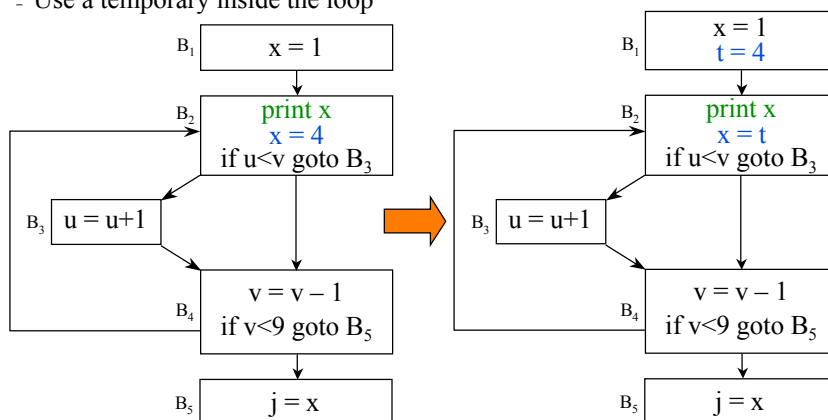 - Use a temporary inside the loop
B1
x = 1
B2
print x
x = 4
if u<v goto B3
B3
u = u+1
B4
v = v – 1
if v<9 goto B5
B5
j = x
B1
x = 1
t = 4
B2
print x
x = t
if u<v goto B3
B3
u = u+1
B4
v = v – 1
if v<9 goto B5
B5
j = x